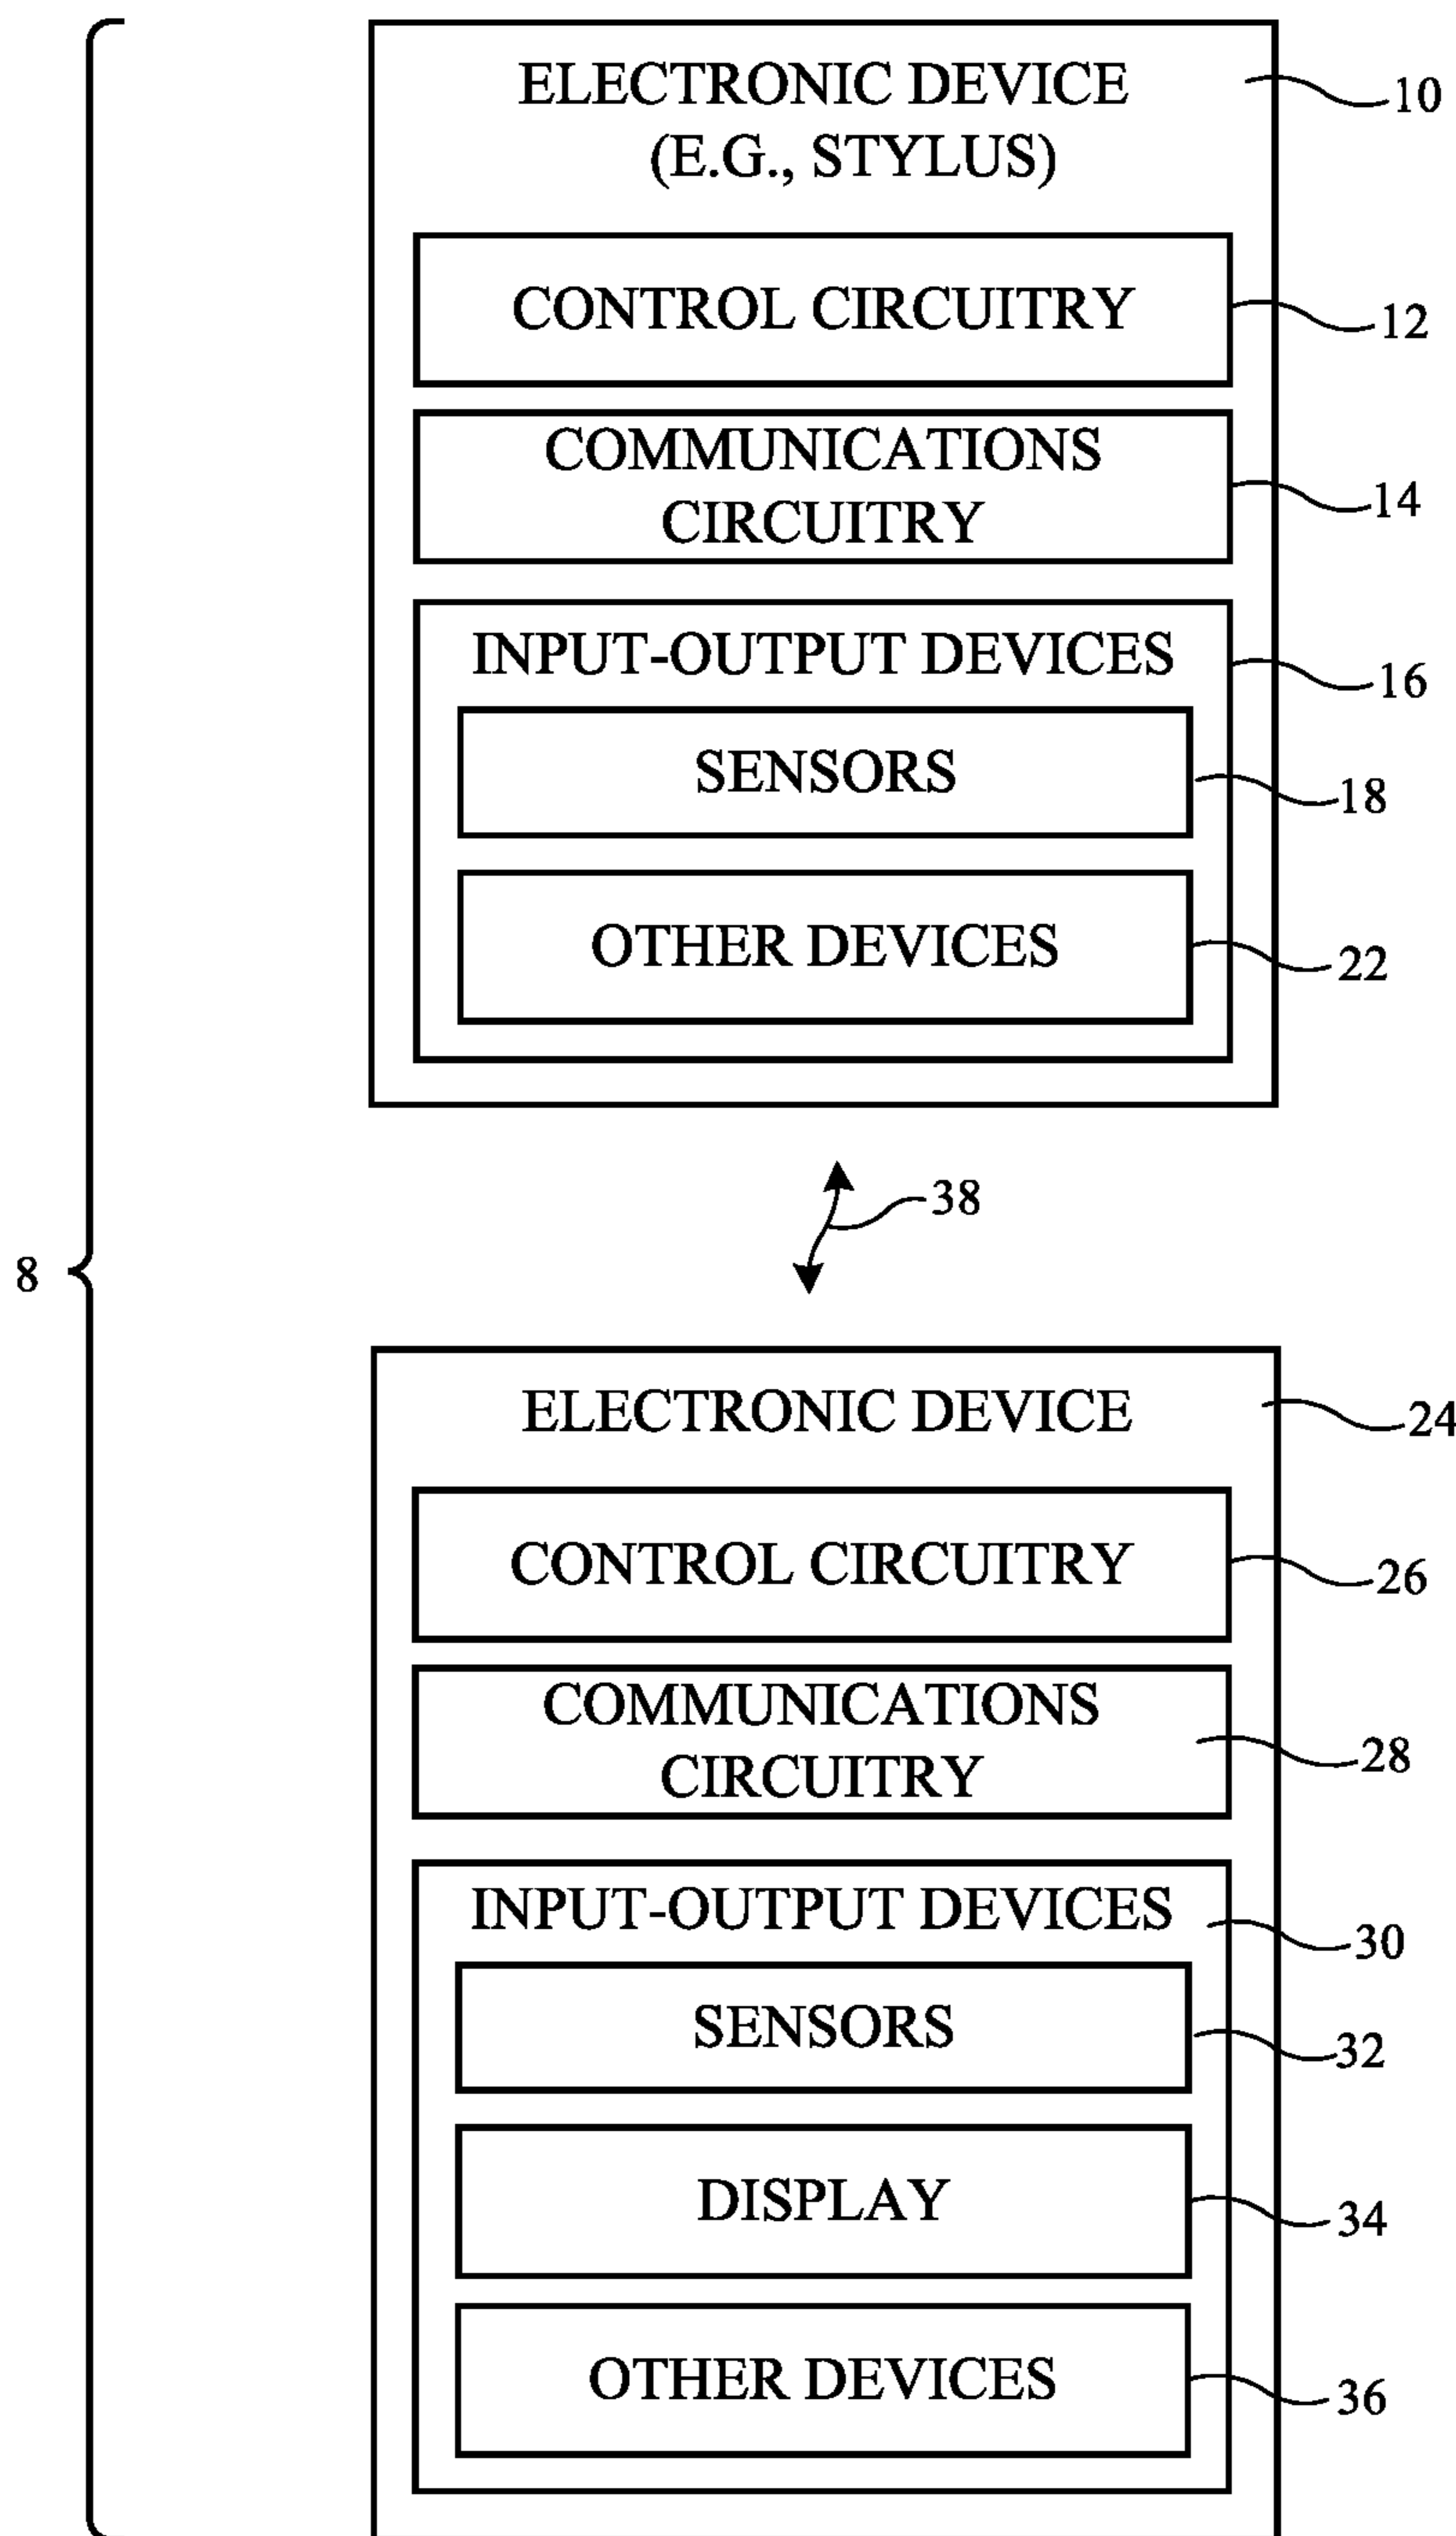 ELECTRONIC DEVICE
(E.G., STYLUS)
10
CONTROL CIRCUITRY
12
COMMUNICATIONS
CIRCUITRY
14
INPUT-OUTPUT DEVICES
16
SENSORS
18
OTHER DEVICES
22
38
8
ELECTRONIC DEVICE
24
CONTROL CIRCUITRY
26
COMMUNICATIONS
CIRCUITRY
28
INPUT-OUTPUT DEVICES
30
SENSORS
32
DISPLAY
34
OTHER DEVICES
36